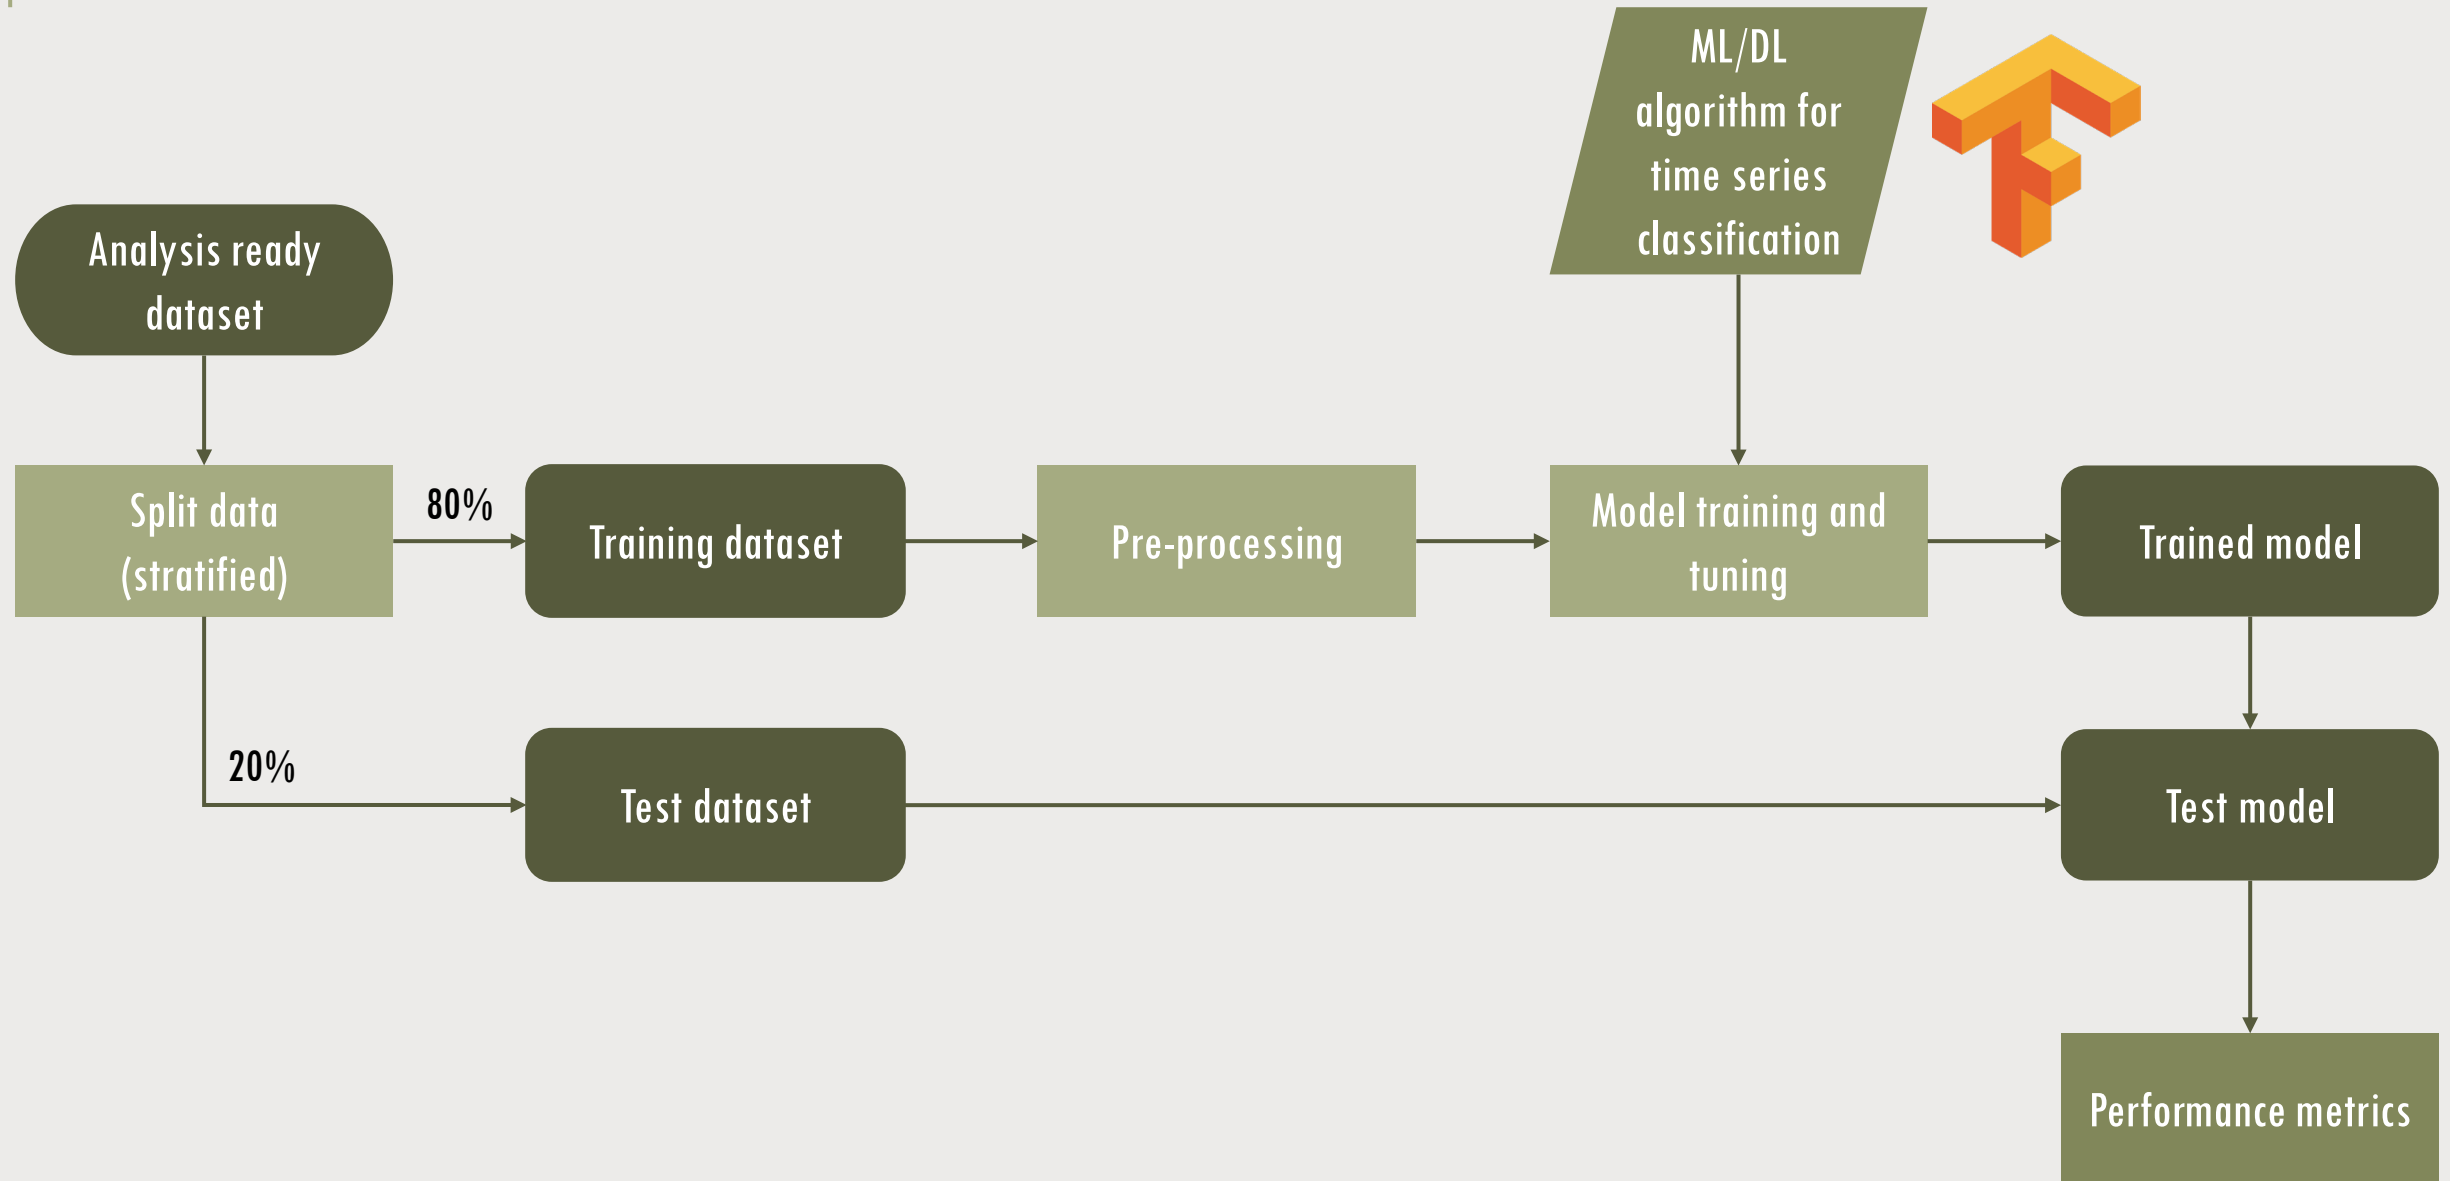 ML/DL
algorithm for
time series
classification
Analysis ready
dataset
Split data
(stratified)
80%
Training dataset
Pre-processing
Model training and
tuning
Trained model
20%
Test dataset
Test model
Performance metrics